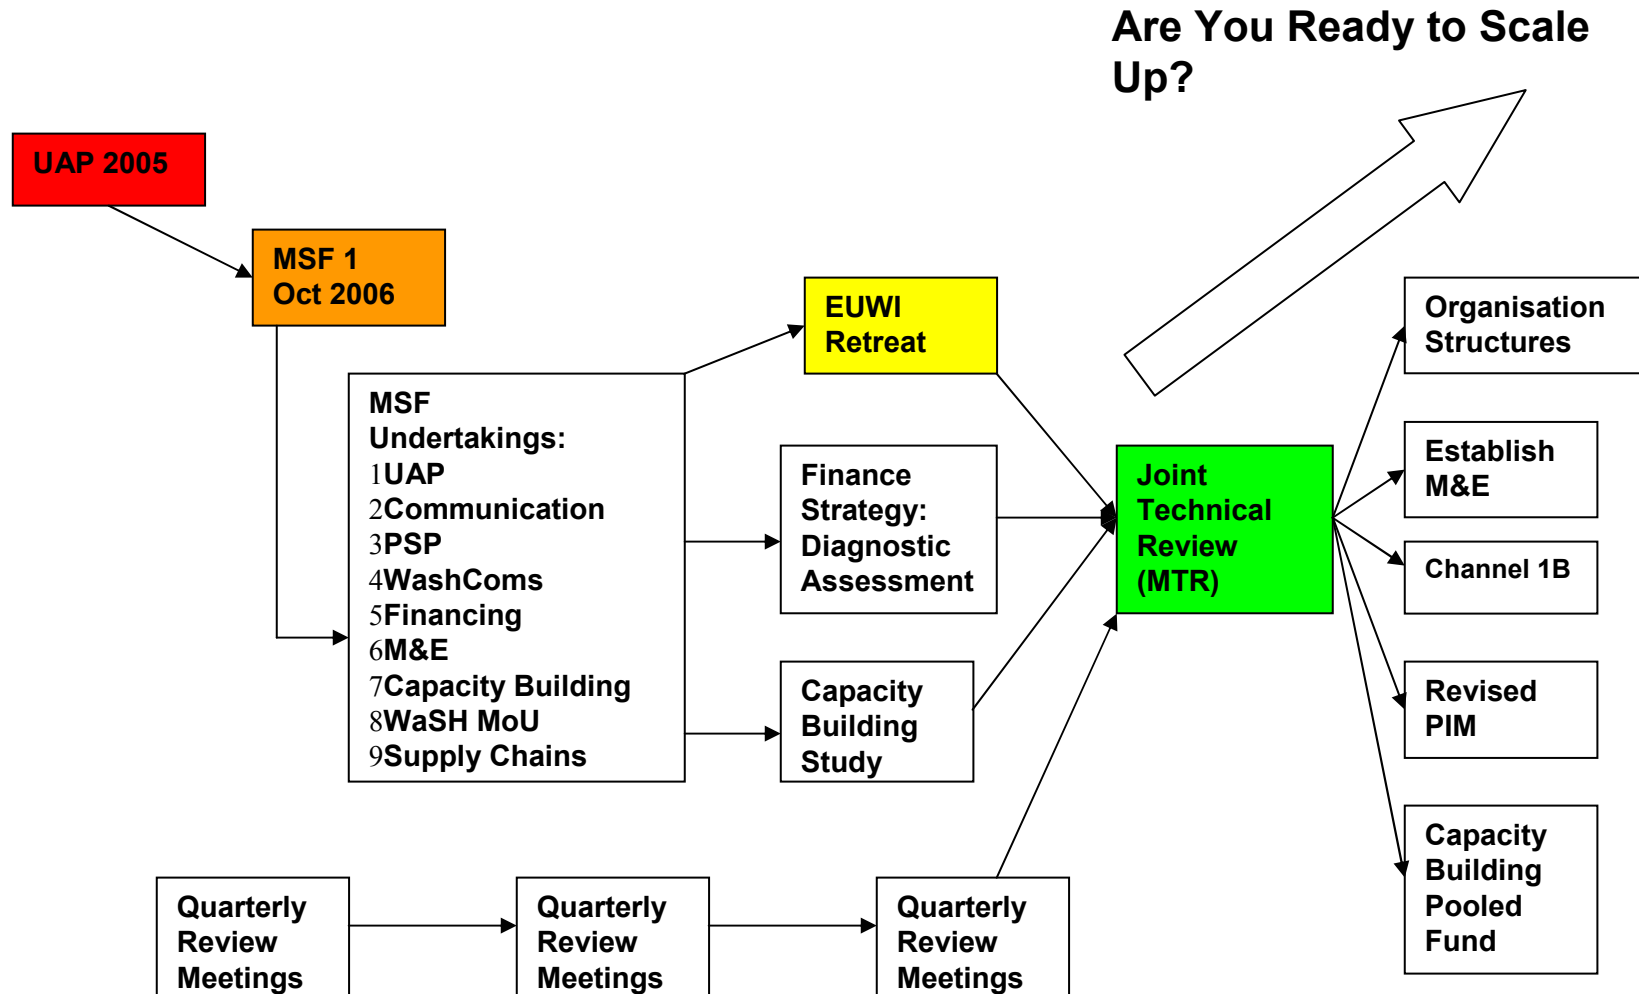 Are You Ready to Scale
Up?
UAP 2005
MSF 1
Oct 2006
MSF
Undertakings:
1UAP
2Communication
3PSP
4WashComs
5Financing
6M&E
7Capacity Building
8WaSH MoU
9Supply Chains
EUWI
Retreat
Finance
Strategy:
Diagnostic
Assessment
Capacity
Building
Study
Joint
Technical
Review
(MTR)
Organisation
Structures
Establish
M&E
Channel 1B
Revised
PIM
Capacity
Building
Pooled
Fund
Quarterly
Review
Meetings
Quarterly
Review
Meetings
Quarterly
Review
Meetings